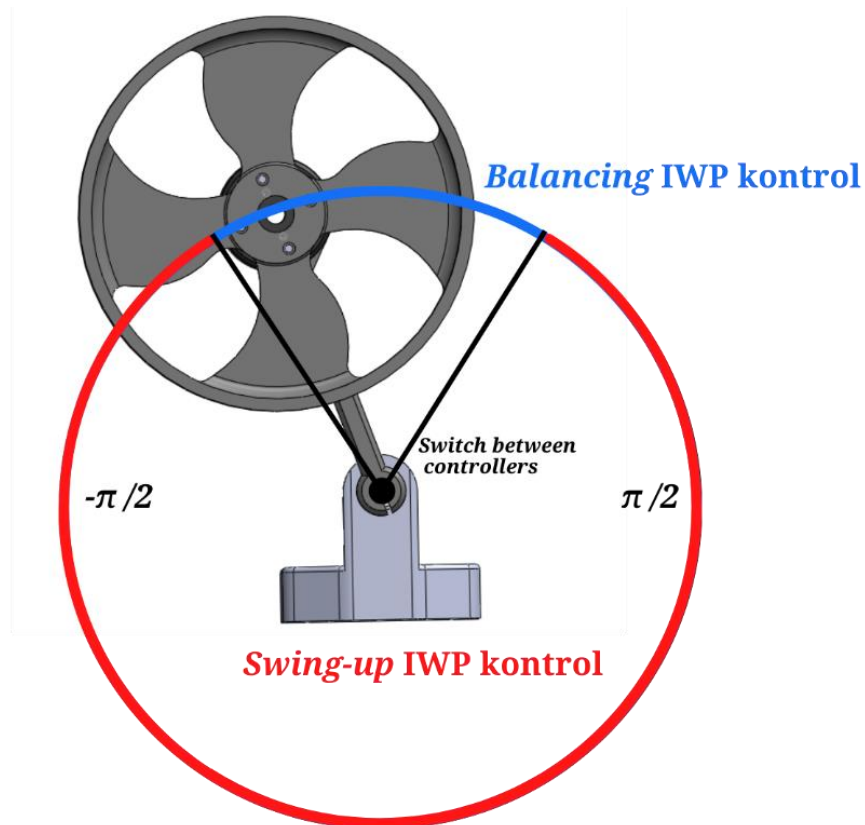 Balancing IWP kontrol
Switch between
controllers
-π /2
π /2
Swing-up IWP kontrol